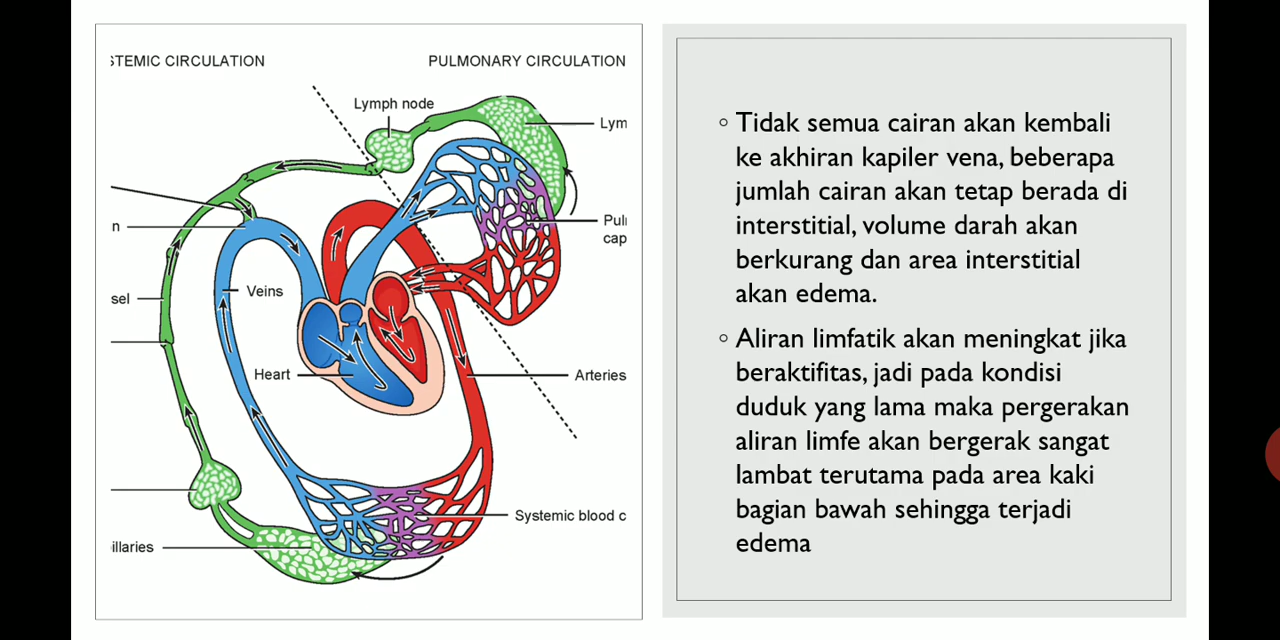 STEMIC CIRCULATION
PULMONARY CIRCULATION
Lymph node
Lym
Pul
cap
n
sel
Veins
Heart
Arteries
Systemic blood c
illaries
◦ Tidak semua cairan akan kembali
ke akhiran kapiler vena, beberapa
jumlah cairan akan tetap berada di
interstitial, volume darah akan
berkurang dan area interstitial
akan edema.
◦ Aliran limfatik akan meningkat jika
beraktifitas, jadi pada kondisi
duduk yang lama maka pergerakan
aliran limfe akan bergerak sangat
lambat terutama pada area kaki
bagian bawah sehingga terjadi
edema